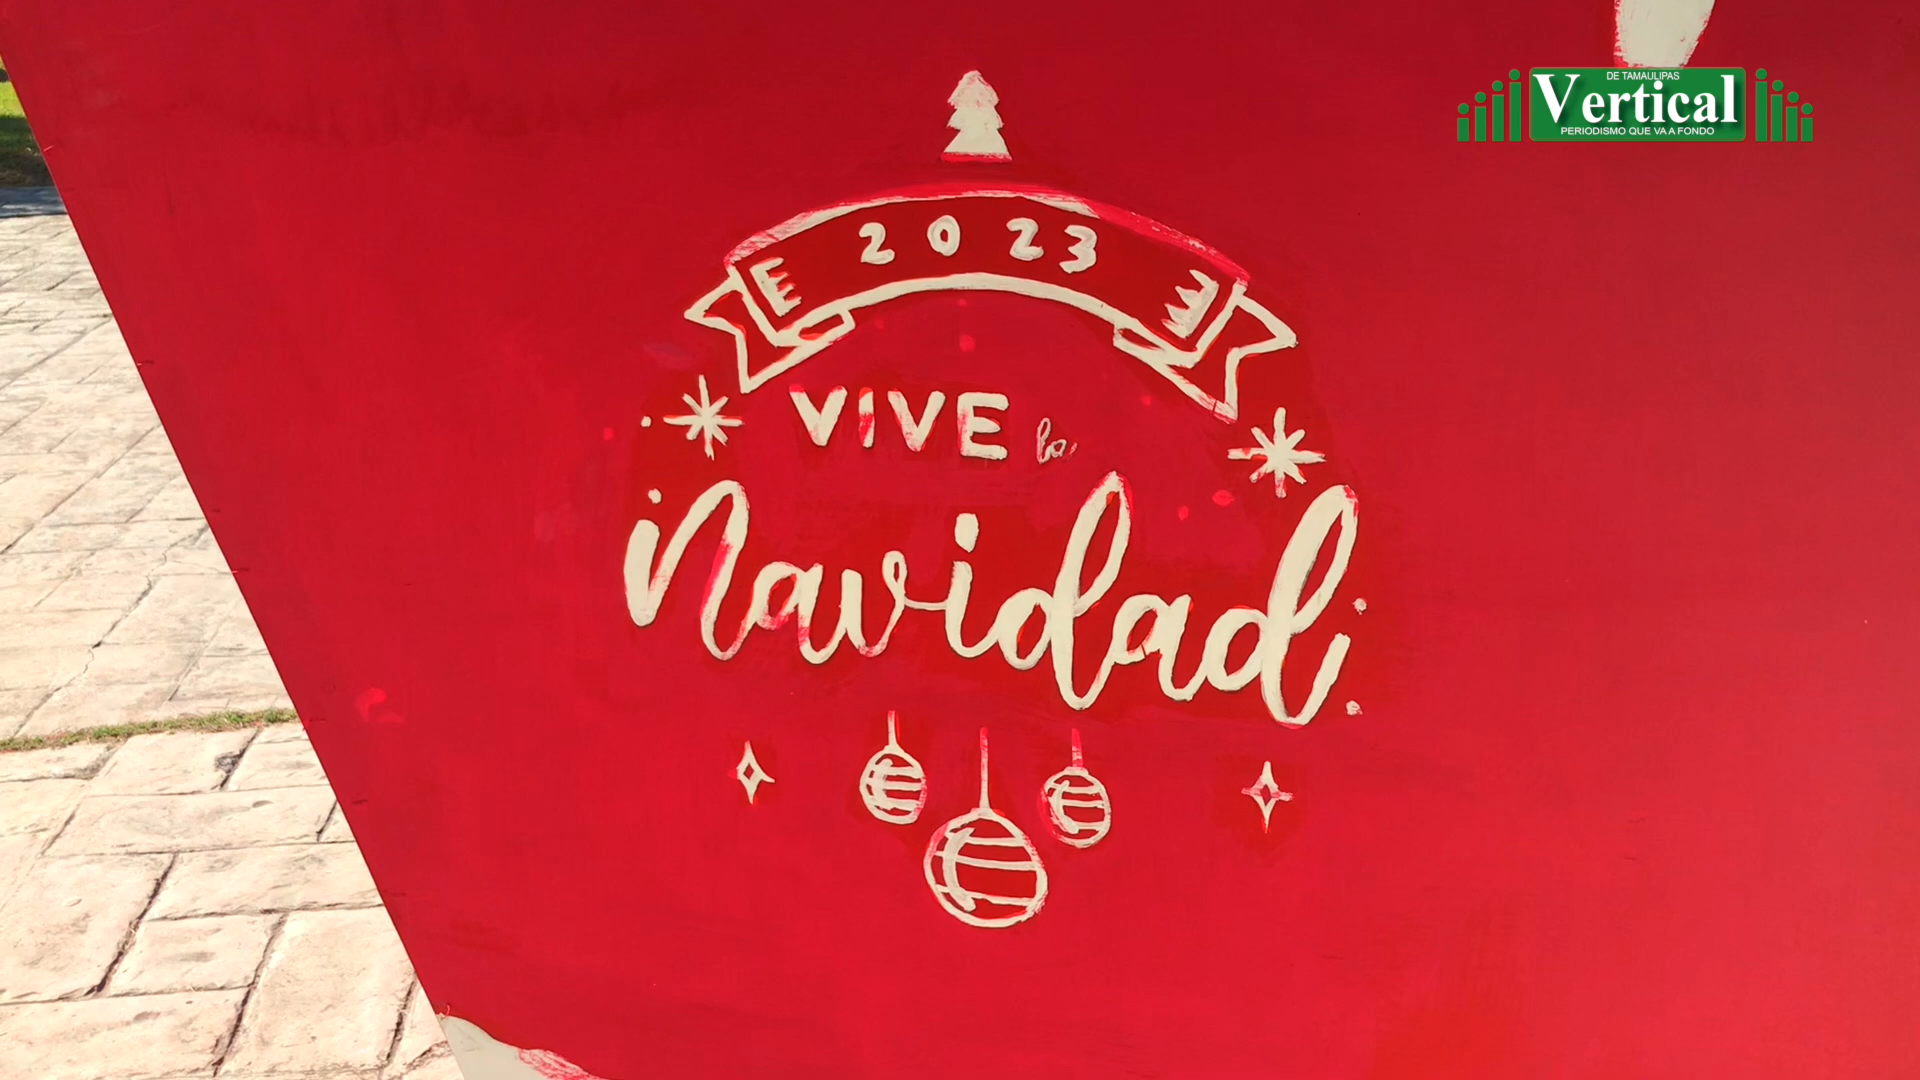 DE TAMAULIPAS
Vertical
PERIODISMO QUE VA A FONDO
2023
VIVE la
Navidad